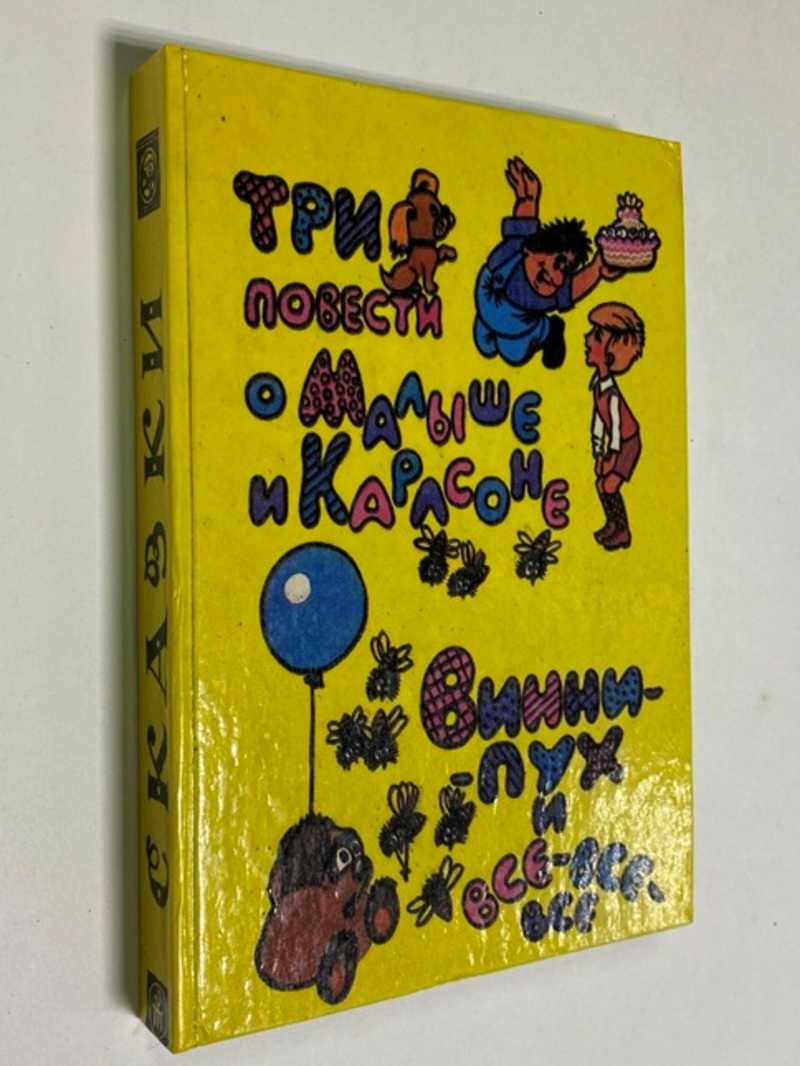 СКАЗКИ
ТРИ
ПОВЕСТИ
О МАЛЫШЕ
И КАРЛСОНЕ
ВИННИ-
-ПУХ
И
ВСЕ-ВСЕ-
ВСЕ